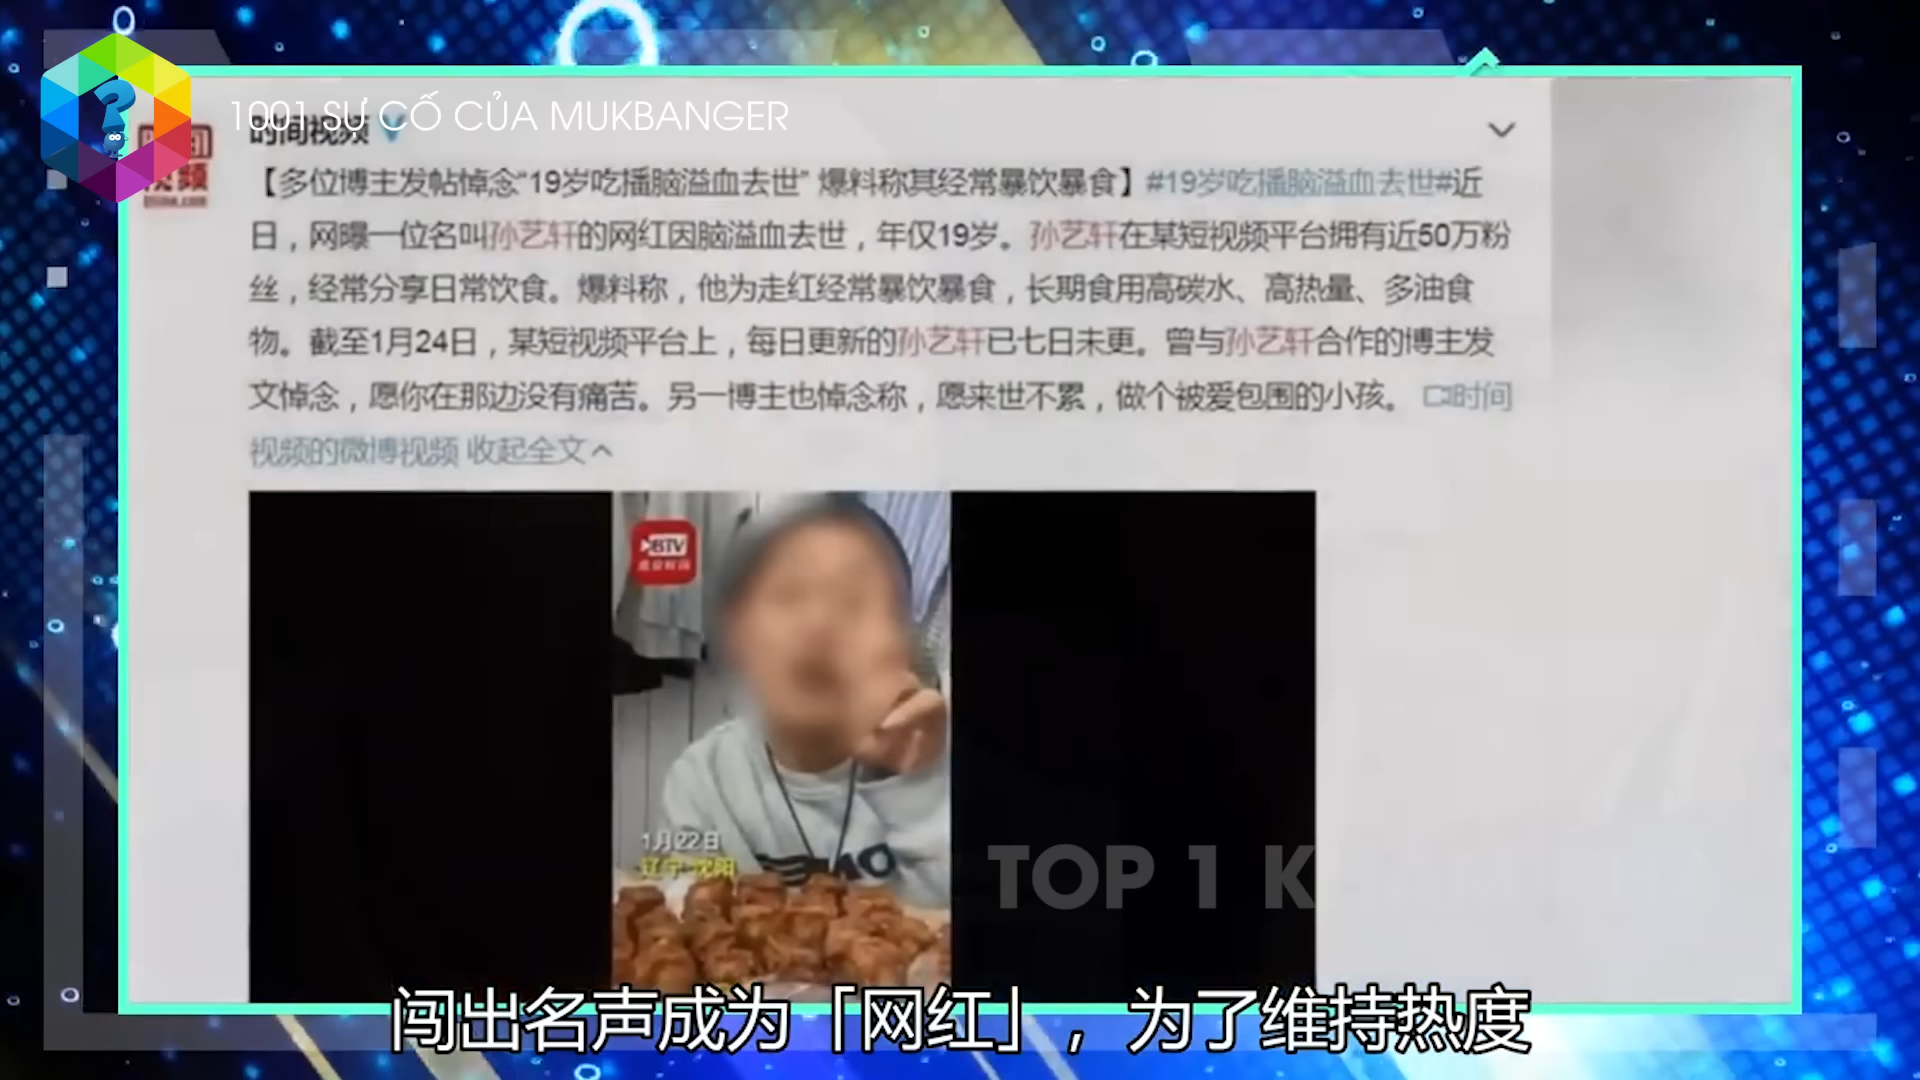 1001 SỰ CỐ CỦA MUKBANGER
时间视频
【多位博主发帖悼念“19岁吃播脑溢血去世” 爆料称其经常暴饮暴食】#19岁吃播脑溢血去世#近
日，网曝一位名叫孙艺轩的网红因脑溢血去世，年仅19岁。孙艺轩在某短视频平台拥有近50万粉
丝，经常分享日常饮食。爆料称，他为走红经常暴饮暴食，长期食用高碳水、高热量、多油食
物。截至1月24日，某短视频平台上，每日更新的孙艺轩已七日未更。曾与孙艺轩合作的博主发
文悼念，愿你在那边没有痛苦。另一博主也悼念称，愿来世不累，做个被爱包围的小孩。 时间
视频的微博视频 收起全文
BTV
1月22日
辽宁·沈阳
TOP 1 K
闯出名声成为「网红」，为了维持热度